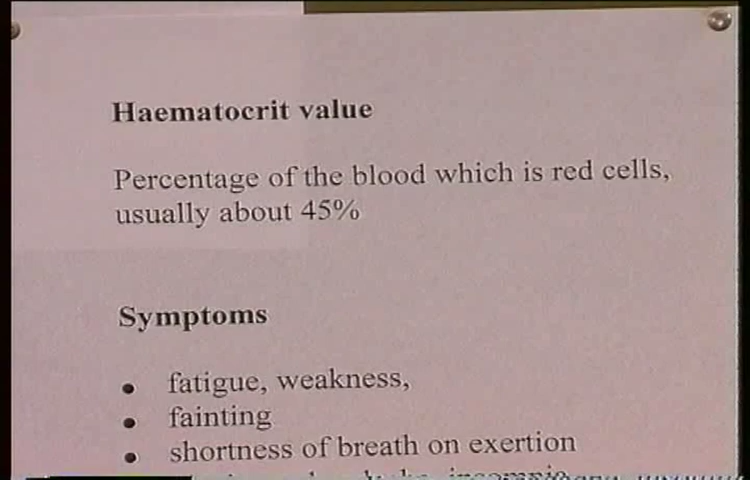 Haematocrit value
Percentage of the blood which is red cells,
usually about 45%
Symptoms
• fatigue, weakness,
• fainting
• shortness of breath on exertion